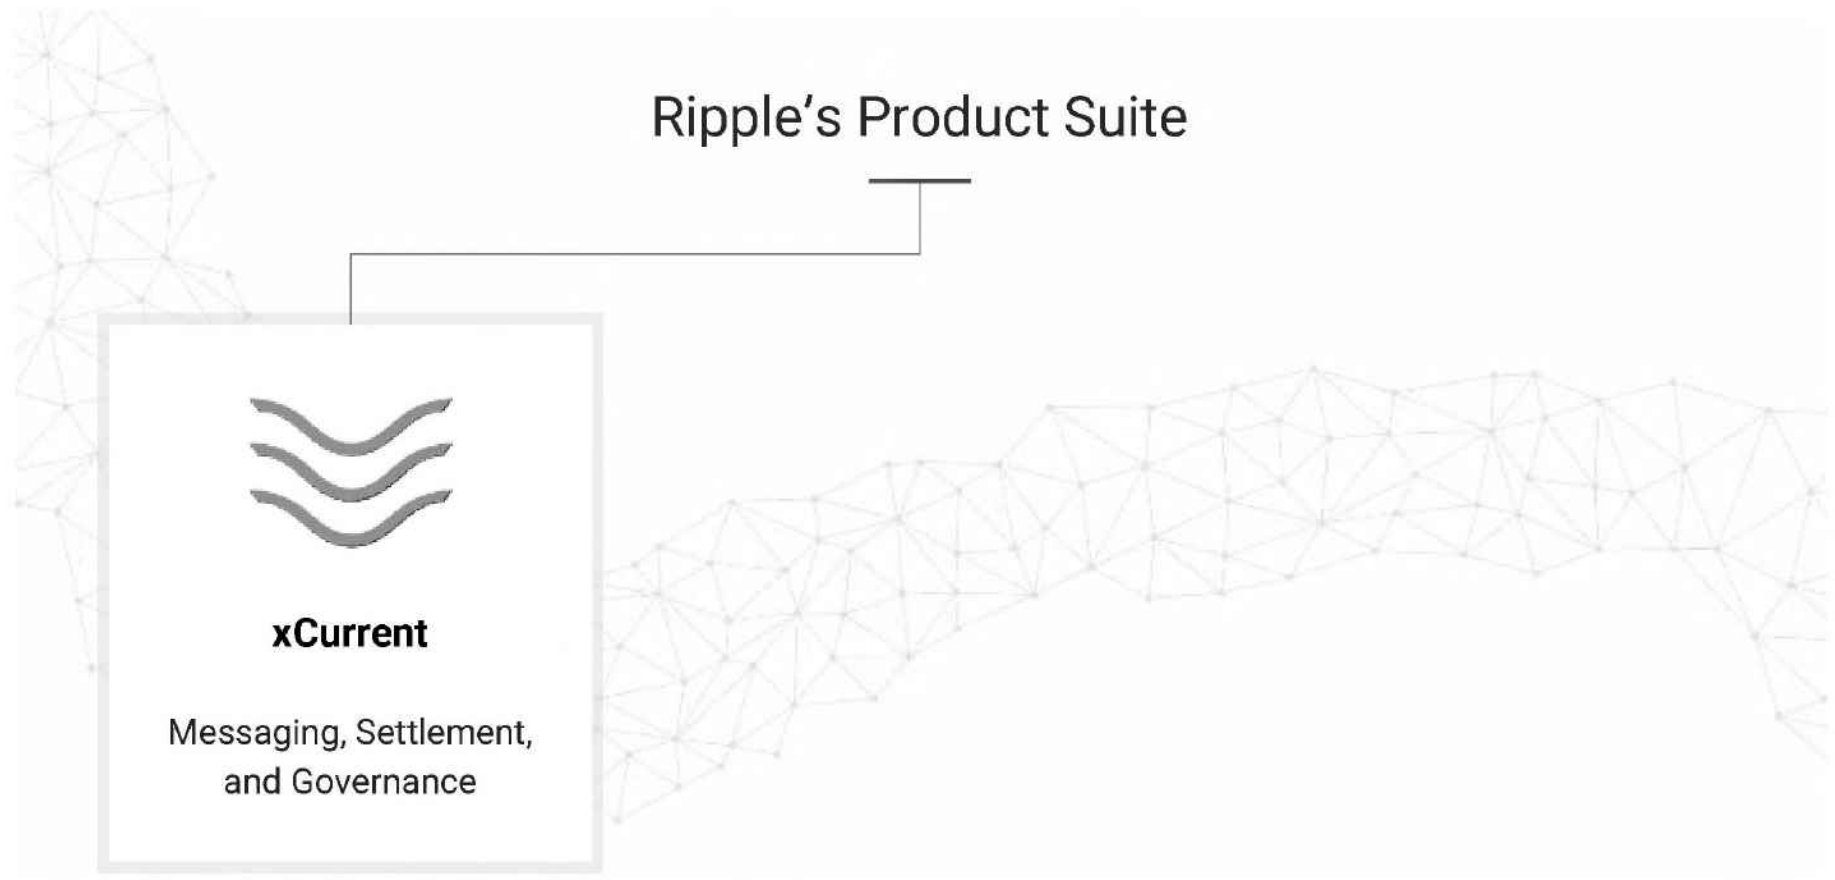 Ripple’s Product Suite
xCurrent
Messaging, Settlement,
and Governance